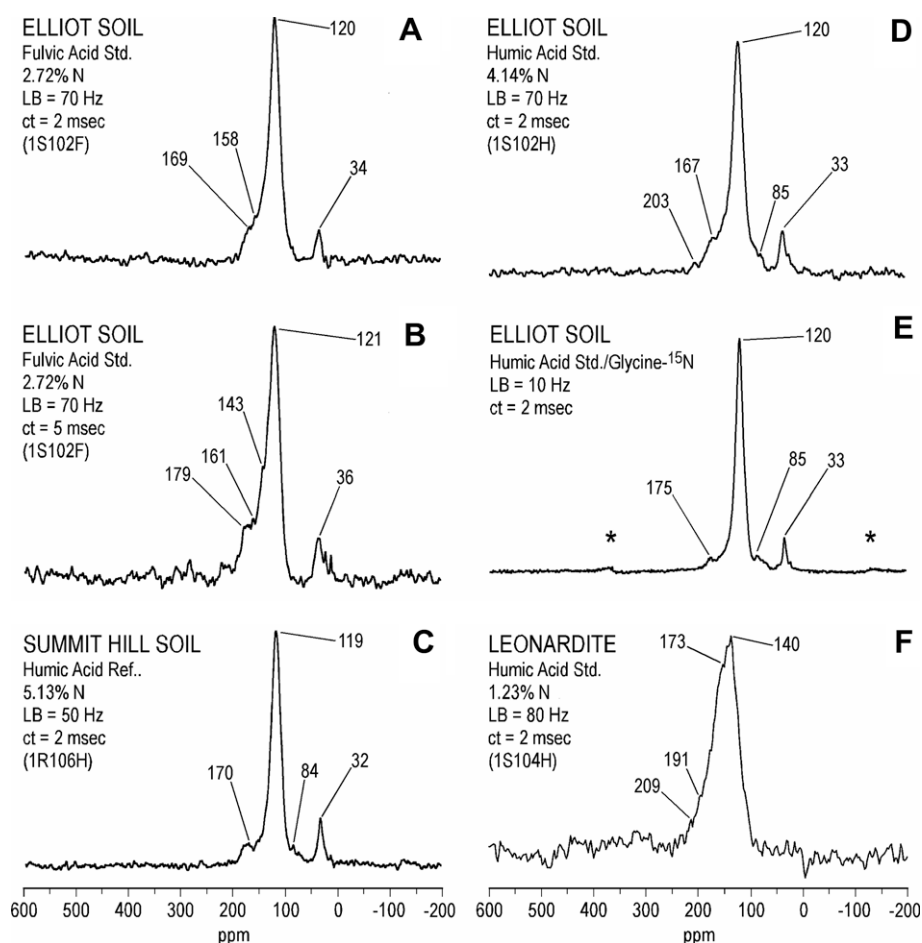 ELLIOT SOIL
Fulvic Acid Std.
2.72% N
LB = 70 Hz
ct = 2 msec
(1S102F)
A
120
158
169
34
ELLIOT SOIL
Fulvic Acid Std.
2.72% N
LB = 70 Hz
ct = 5 msec
(1S102F)
B
121
143
161
179
36
SUMMIT HILL SOIL
Humic Acid Ref..
5.13% N
LB = 50 Hz
ct = 2 msec
(1R106H)
C
119
170
84
32
600 500 400 300 200 100 0 -100 -200
ppm
ELLIOT SOIL
Humic Acid Std.
4.14% N
LB = 70 Hz
ct = 2 msec
(1S102H)
D
120
167
203
85
33
ELLIOT SOIL
Humic Acid Std./Glycine-¹⁵N
LB = 10 Hz
ct = 2 msec
E
120
175
85
33
* *
LEONARDITE
Humic Acid Std.
1.23% N
LB = 80 Hz
ct = 2 msec
(1S104H)
F
173
140
191
209
600 500 400 300 200 100 0 -100 -200
ppm